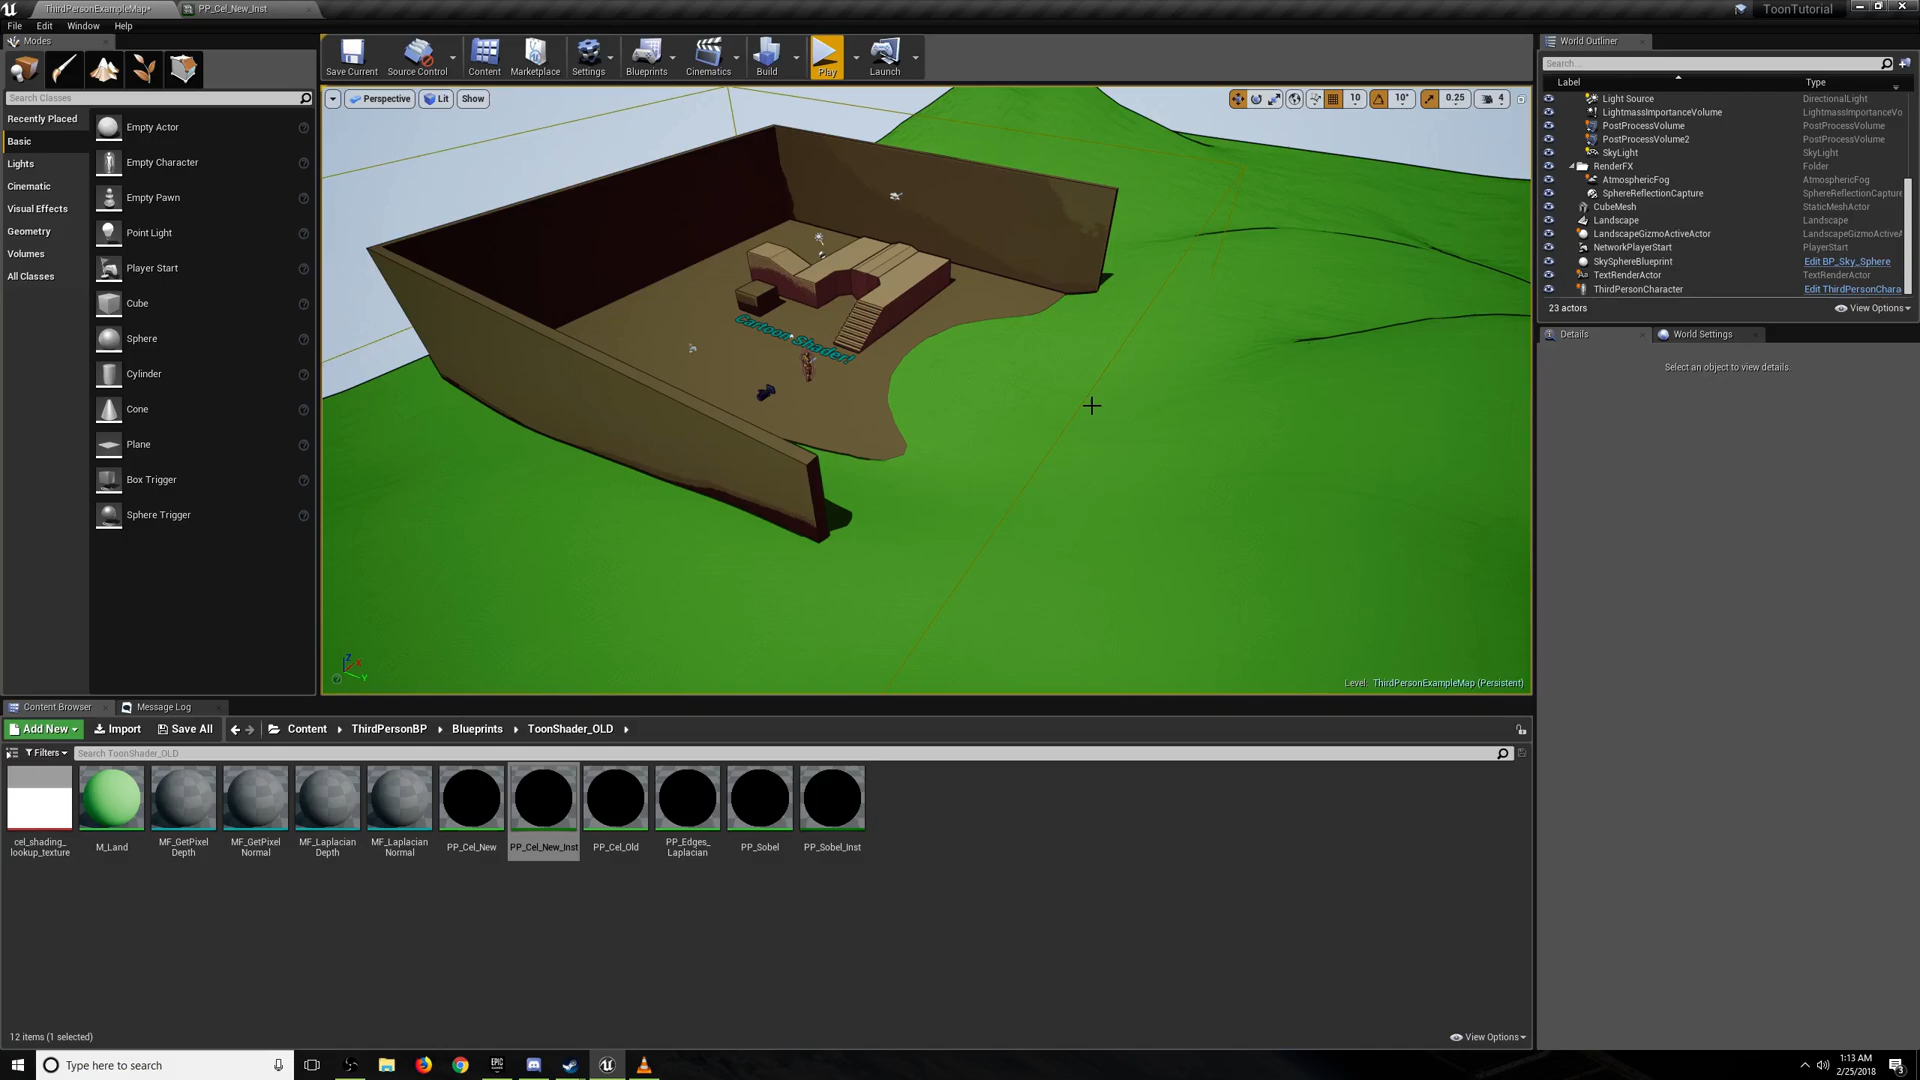 ThirdPersonExampleMap*
PP_Cel_New_Inst
ToonTutorial
File Edit Window Help
Modes
Search Classes
Recently Placed
Basic
Lights
Cinematic
Visual Effects
Geometry
Volumes
All Classes
Empty Actor
Empty Character
Empty Pawn
Point Light
Player Start
Cube
Sphere
Cylinder
Cone
Plane
Box Trigger
Sphere Trigger
Save Current
Source Control
Content
Marketplace
Settings
Blueprints
Cinematics
Build
Play
Launch
Perspective
Lit
Show
10
10°
0.25
4
Cartoon Shader!
Level: ThirdPersonExampleMap (Persistent)
World Outliner
Search...
Label Type
Light Source DirectionalLight
LightmassImportanceVolume LightmassImportanceVo
PostProcessVolume PostProcessVolume
PostProcessVolume2 PostProcessVolume
SkyLight SkyLight
RenderFX Folder
AtmosphericFog AtmosphericFog
SphereReflectionCapture SphereReflectionCapture
CubeMesh StaticMeshActor
Landscape Landscape
LandscapeGizmoActiveActor LandscapeGizmoActiveA
NetworkPlayerStart PlayerStart
SkySphereBlueprint Edit BP_Sky_Sphere
TextRenderActor TextRenderActor
ThirdPersonCharacter Edit ThirdPersonChara
23 actors
View Options
Details
World Settings
Select an object to view details.
Content Browser
Message Log
Add New
Import
Save All
Content
ThirdPersonBP
Blueprints
ToonShader_OLD
Filters
Search ToonShader_OLD
cel_shading_
lookup_texture
M_Land
MF_GetPixel
Depth
MF_GetPixel
Normal
MF_Laplacian
Depth
MF_Laplacian
Normal
PP_Cel_New
PP_Cel_New_Inst
PP_Cel_Old
PP_Edges_
Laplacian
PP_Sobel
PP_Sobel_Inst
12 items (1 selected)
View Options
Type here to search
EPIC
1:13 AM
2/25/2018
3